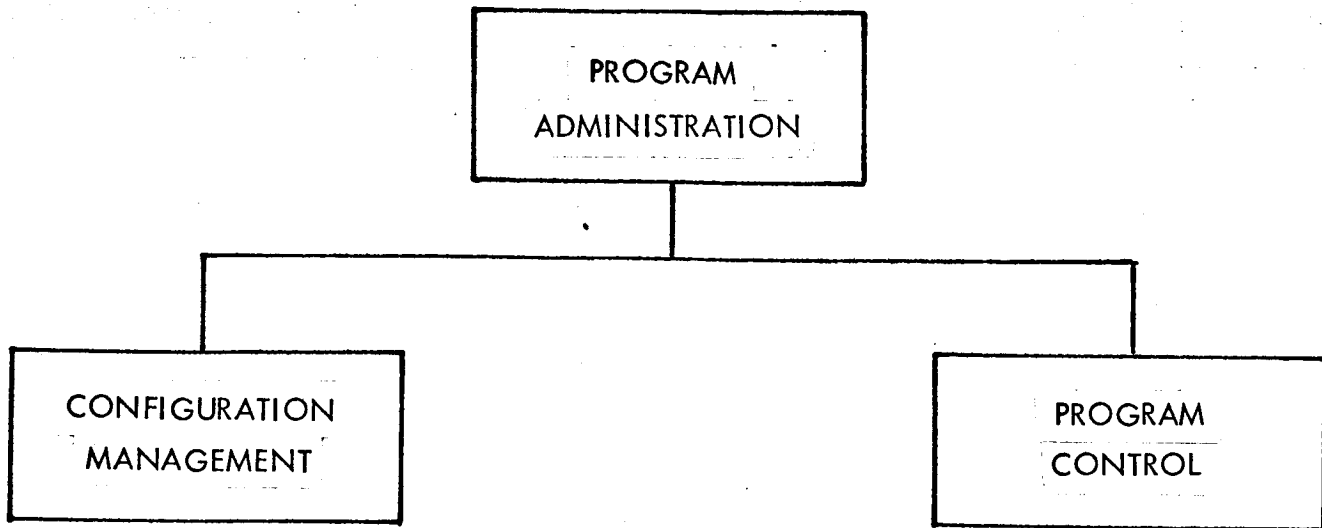 PROGRAM
ADMINISTRATION
CONFIGURATION
MANAGEMENT
PROGRAM
CONTROL